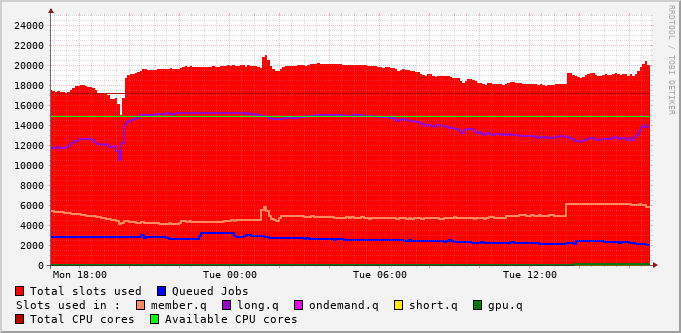 RRDTOOL / TOBI OETIKER
24000
22000
20000
18000
16000
14000
12000
10000
8000
6000
4000
2000
0
Mon 18:00 Tue 00:00 Tue 06:00 Tue 12:00
Total slots used Queued Jobs
Slots used in : member.q long.q ondemand.q short.q gpu.q
Total CPU cores Available CPU cores